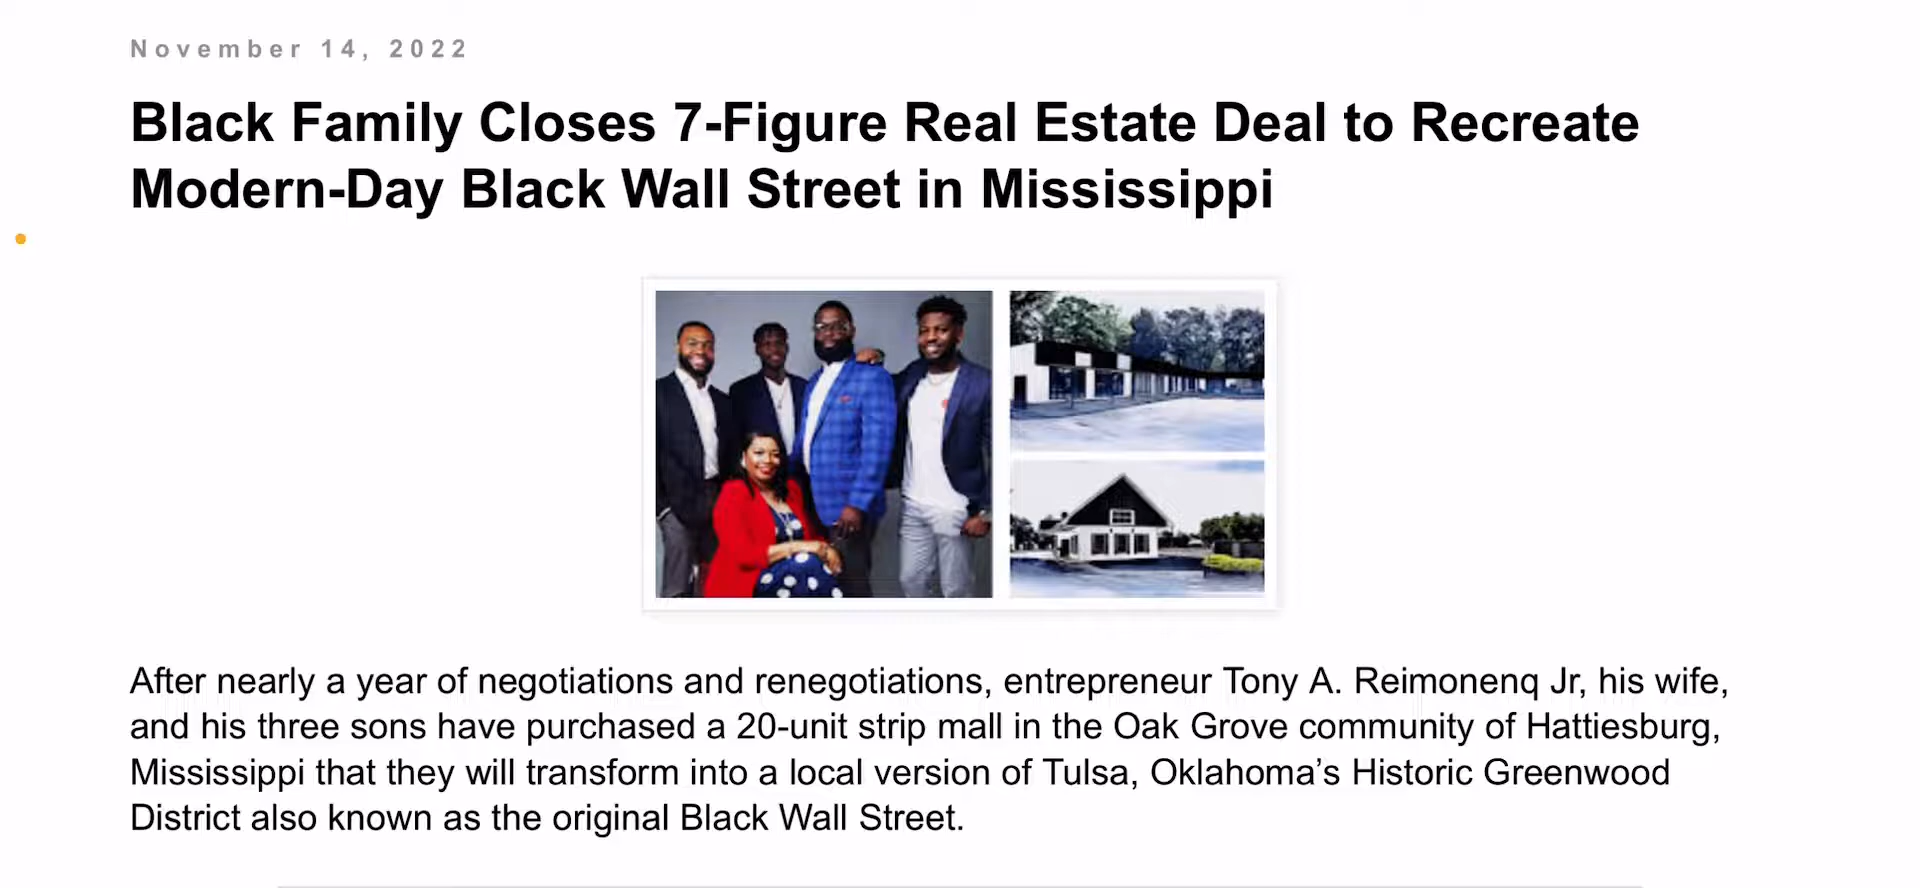 November 14, 2022
Black Family Closes 7-Figure Real Estate Deal to Recreate
Modern-Day Black Wall Street in Mississippi
After nearly a year of negotiations and renegotiations, entrepreneur Tony A. Reimonenq Jr, his wife,
and his three sons have purchased a 20-unit strip mall in the Oak Grove community of Hattiesburg,
Mississippi that they will transform into a local version of Tulsa, Oklahoma’s Historic Greenwood
District also known as the original Black Wall Street.